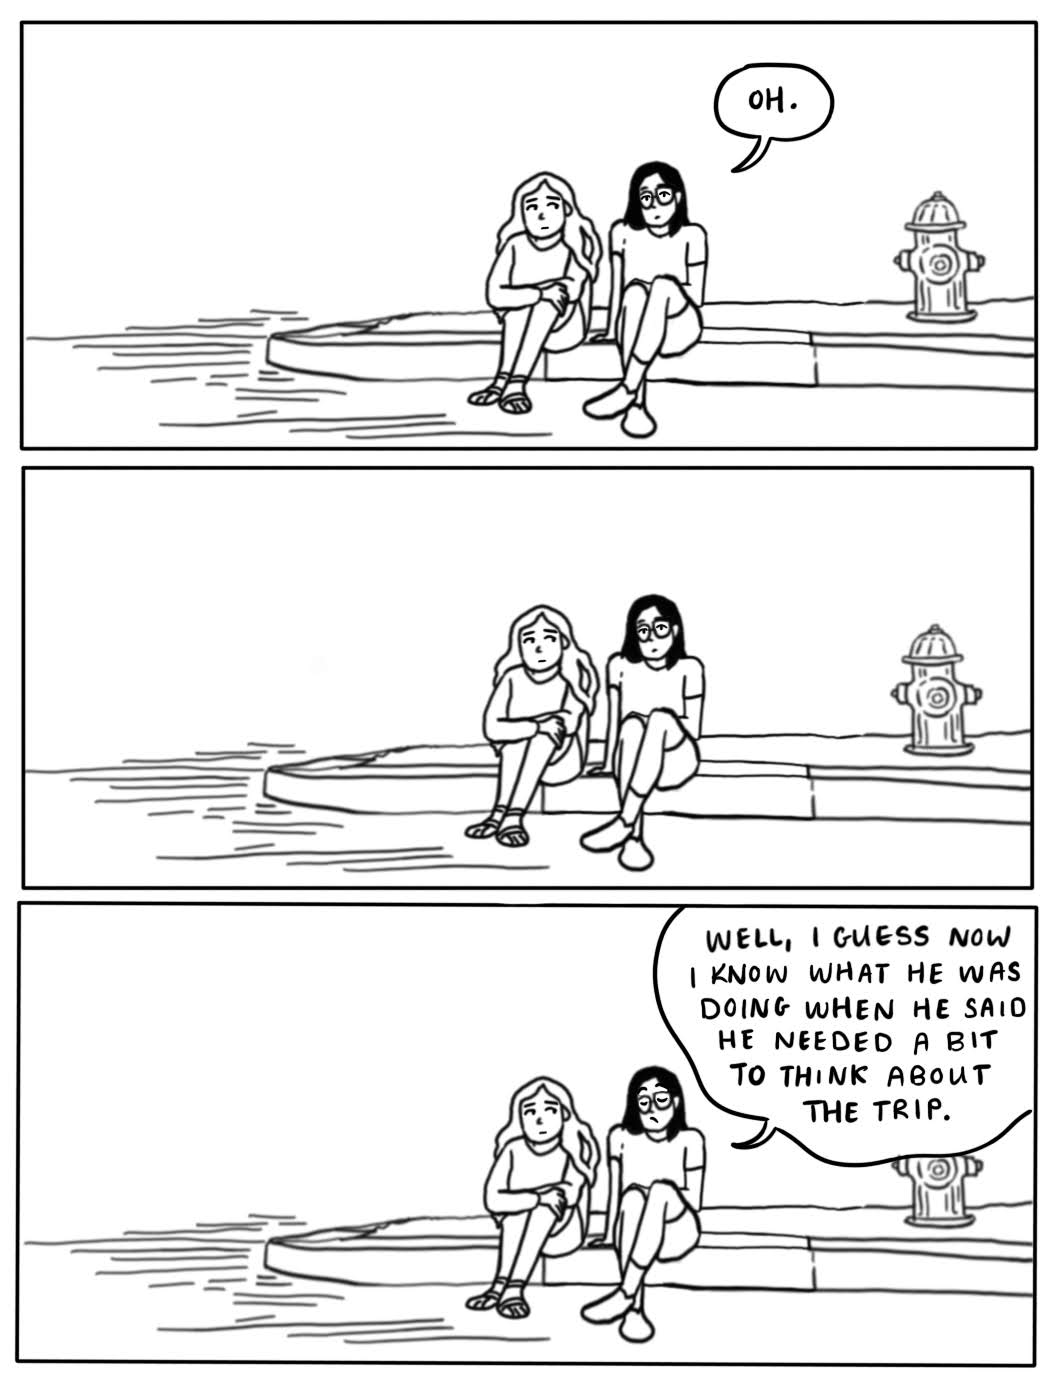 OH.
WELL, I GUESS NOW
I KNOW WHAT HE WAS
DOING WHEN HE SAID
HE NEEDED A BIT
TO THINK ABOUT
THE TRIP.